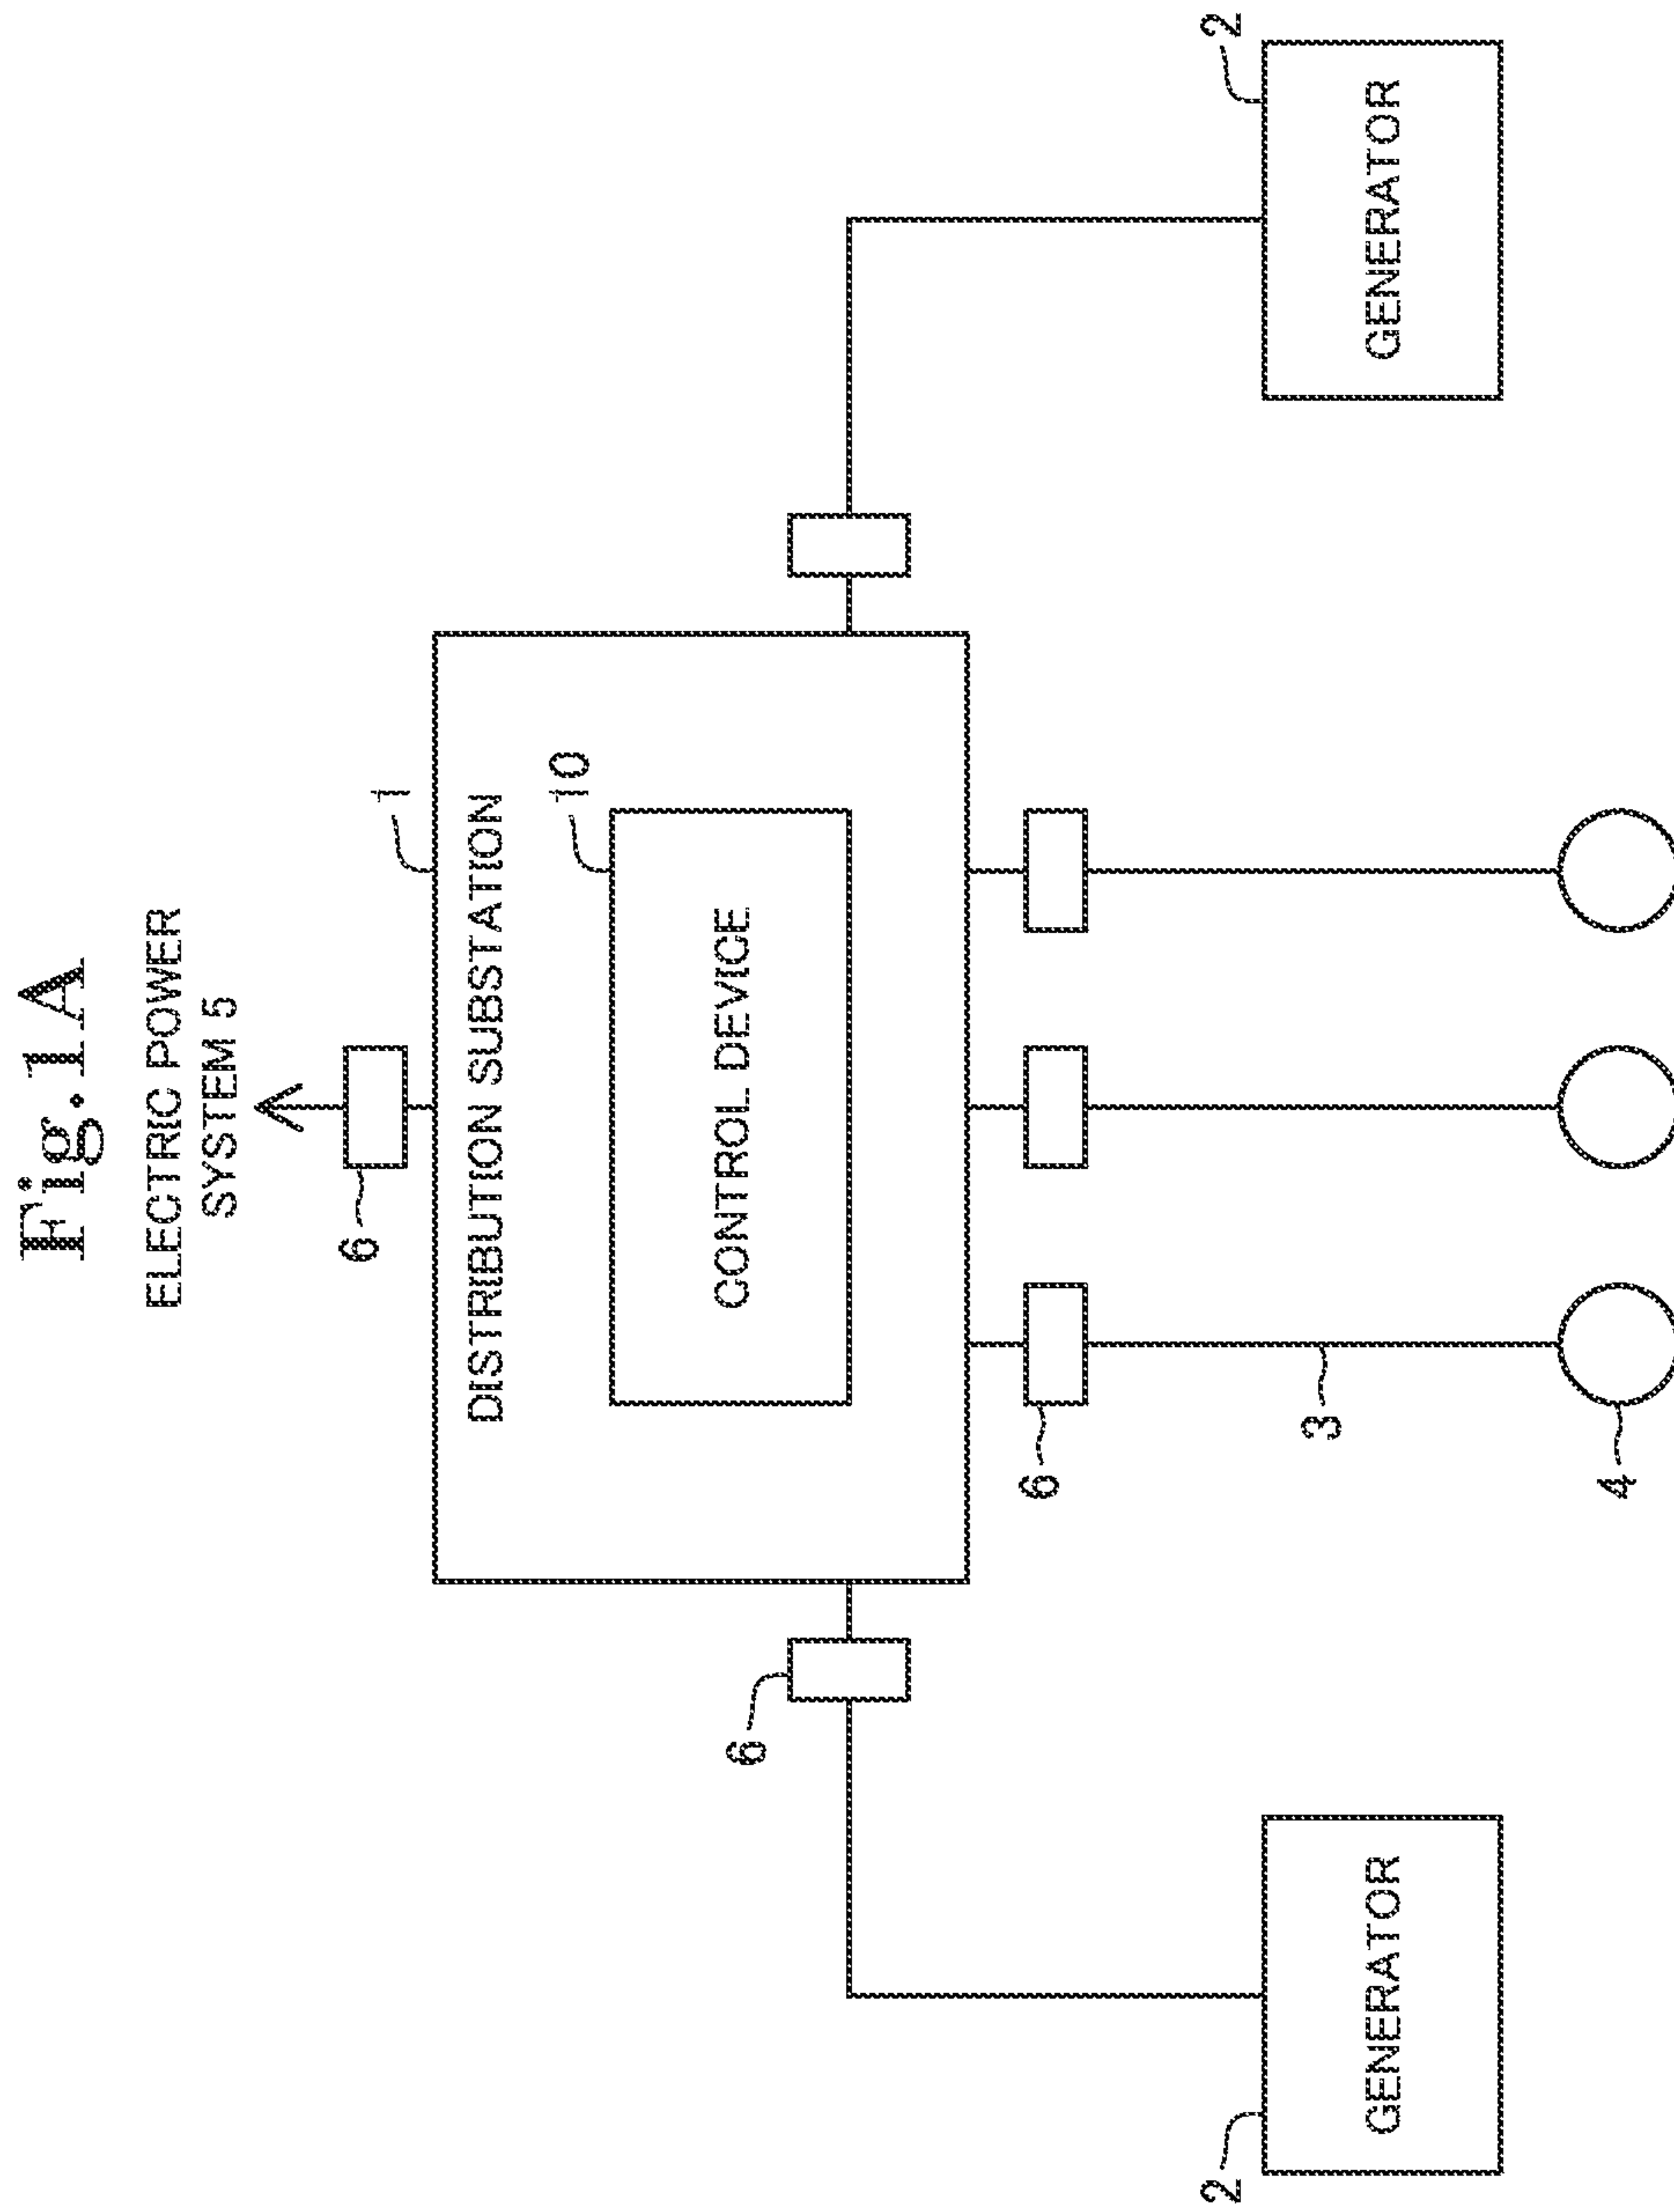 Fig.1A
ELECTRIC POWER
SYSTEM 5
6
1
DISTRIBUTION SUBSTATION
10
CONTROL DEVICE
6
6
3
4
2
GENERATOR
2
GENERATOR